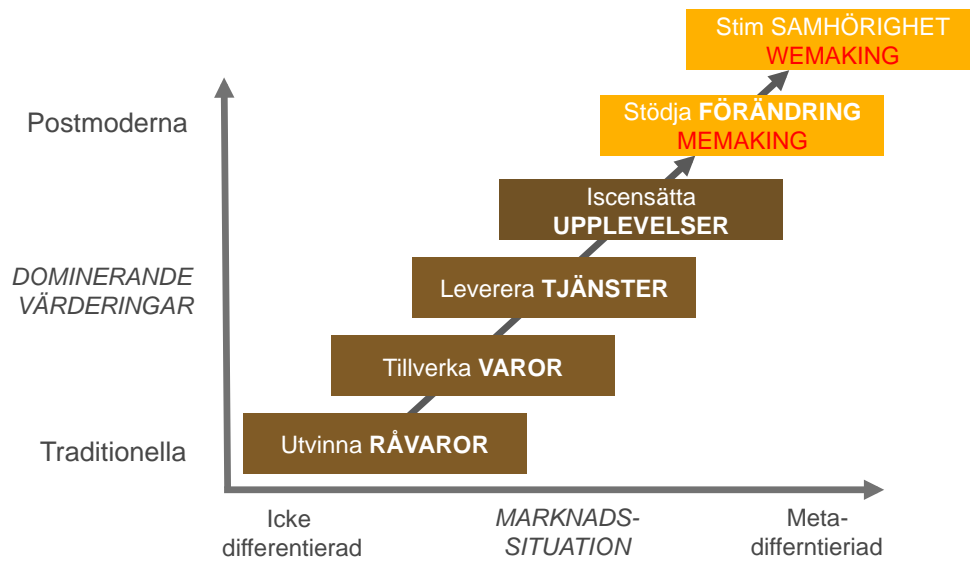 Stim SAMHÖRIGHET
WEMAKING
Postmoderna
Stödja FÖRÄNDRING
MEMAKING
Iscensätta
UPPLEVELSER
DOMINERANDE
VÄRDERINGAR
Leverera TJÄNSTER
Tillverka VAROR
Traditionella
Utvinna RÅVAROR
Icke
differentierad
MARKNADS-
SITUATION
Meta-
differntieriad